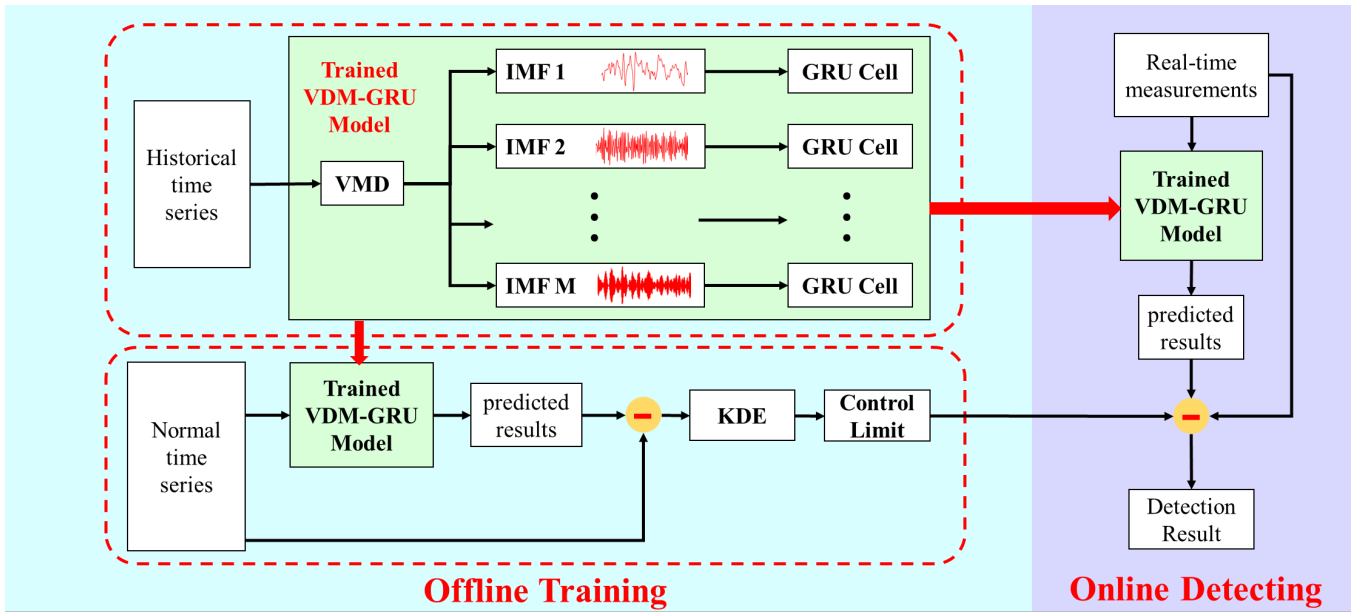 Historical
time
series
Trained
VDM-GRU
Model
VMD
IMF 1
GRU Cell
IMF 2
GRU Cell
IMF M
GRU Cell
Normal
time
series
Trained
VDM-GRU
Model
predicted
results
KDE
Control
Limit
Offline Training
Real-time
measurements
Trained
VDM-GRU
Model
predicted
results
Detection
Result
Online Detecting